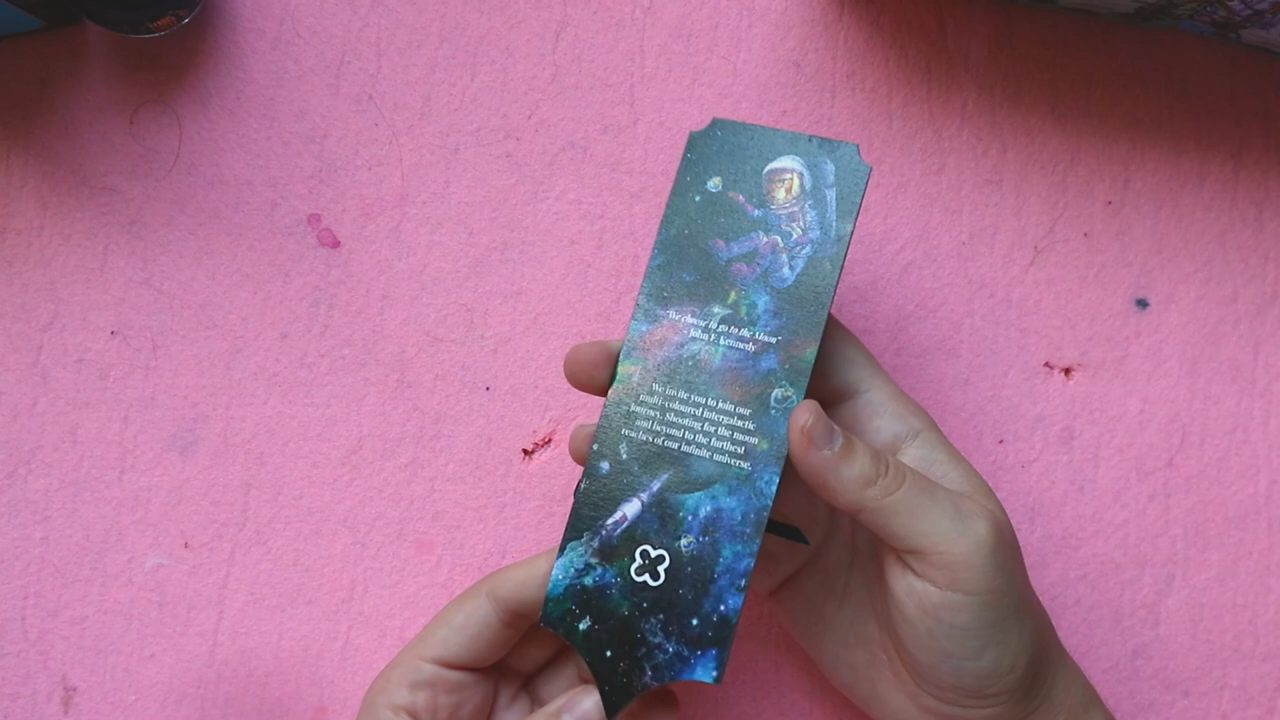 "We choose to go to the Moon"
- John F. Kennedy
We invite you to join our
multi-coloured intergalactic
journey. Shooting for the moon
and beyond to the furthest
reaches of our infinite universe.